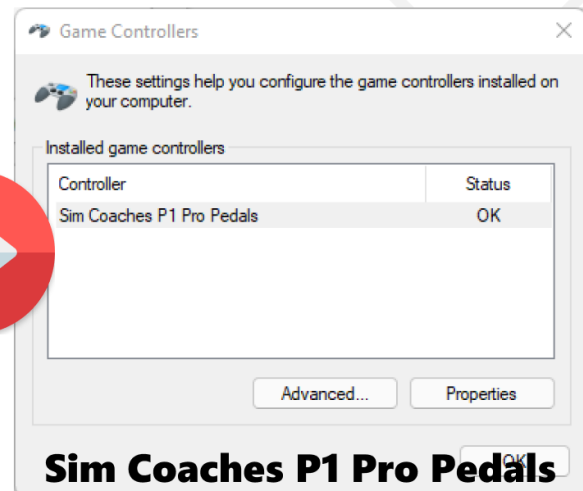 Game Controllers
These settings help you configure the game controllers installed on
your computer.
Installed game controllers
Controller Status
Sim Coaches P1 Pro Pedals OK
Advanced... Properties
OK
Sim Coaches P1 Pro Pedals